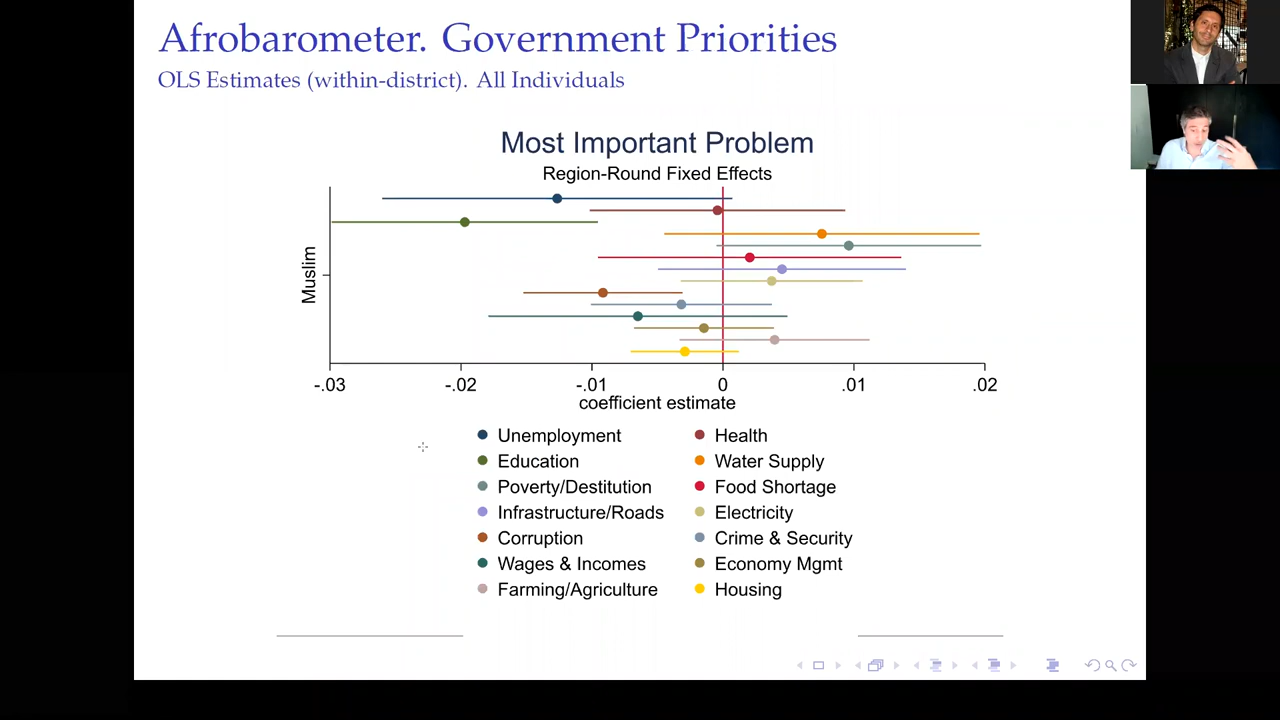 Afrobarometer. Government Priorities
OLS Estimates (within-district). All Individuals
Most Important Problem
Region-Round Fixed Effects
Muslim
-.03 -.02 -.01 0 .01 .02
coefficient estimate
Unemployment Health
Education Water Supply
Poverty/Destitution Food Shortage
Infrastructure/Roads Electricity
Corruption Crime & Security
Wages & Incomes Economy Mgmt
Farming/Agriculture Housing